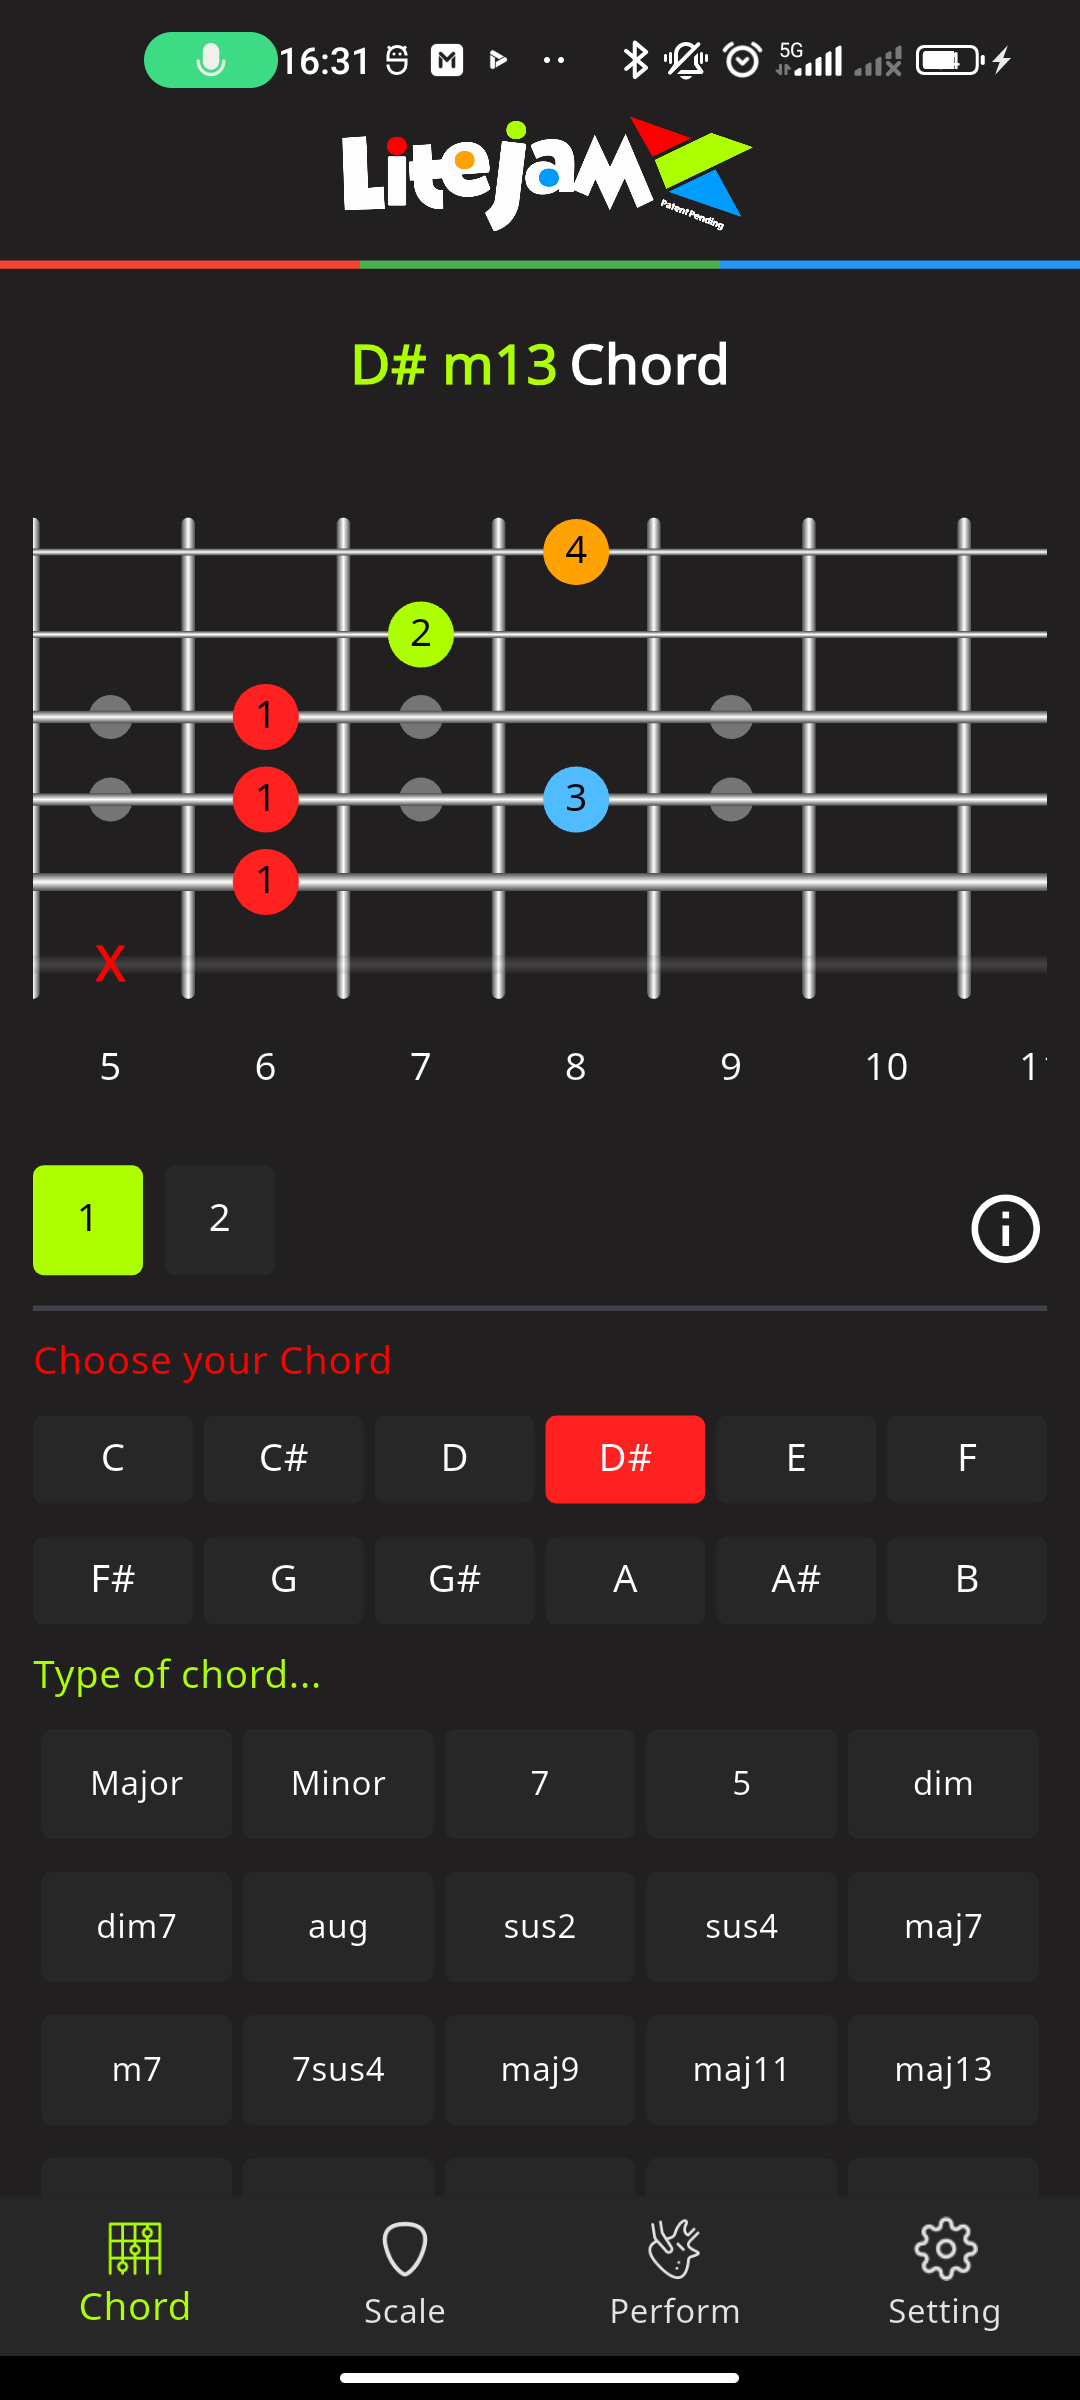 16:31 5G
LiteJam
Patent Pending
D# m13 Chord
4
2
1
1 3
1
X
5 6 7 8 9 10
1 2
Choose your Chord
C C# D D# E F
F# G G# A A# B
Type of chord...
Major Minor 7 5 dim
dim7 aug sus2 sus4 maj7
m7 7sus4 maj9 maj11 maj13
Chord Scale Perform Setting